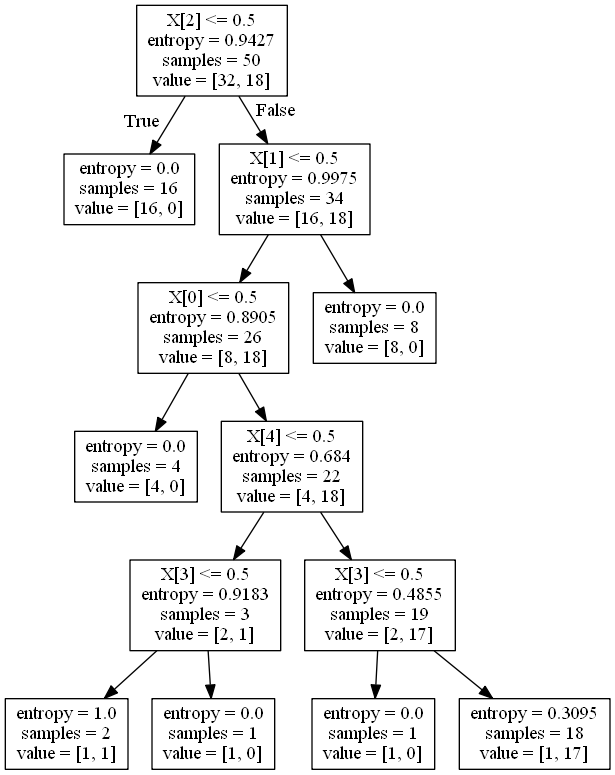 X[2] <= 0.5
entropy = 0.9427
samples = 50
value = [32, 18]
True
False
entropy = 0.0
samples = 16
value = [16, 0]
X[1] <= 0.5
entropy = 0.9975
samples = 34
value = [16, 18]
X[0] <= 0.5
entropy = 0.8905
samples = 26
value = [8, 18]
entropy = 0.0
samples = 8
value = [8, 0]
entropy = 0.0
samples = 4
value = [4, 0]
X[4] <= 0.5
entropy = 0.684
samples = 22
value = [4, 18]
X[3] <= 0.5
entropy = 0.9183
samples = 3
value = [2, 1]
X[3] <= 0.5
entropy = 0.4855
samples = 19
value = [2, 17]
entropy = 1.0
samples = 2
value = [1, 1]
entropy = 0.0
samples = 1
value = [1, 0]
entropy = 0.0
samples = 1
value = [1, 0]
entropy = 0.3095
samples = 18
value = [1, 17]